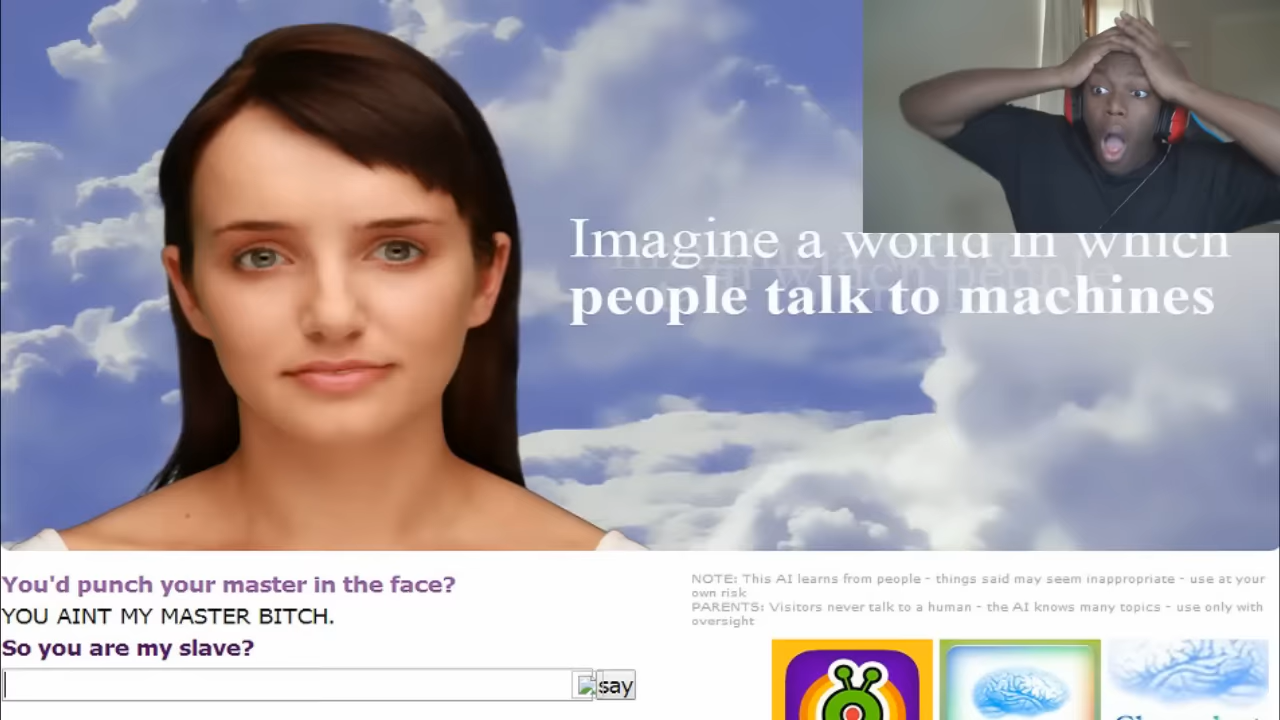 Imagine a world in which
people talk to machines
You'd punch your master in the face?
YOU AINT MY MASTER BITCH.
So you are my slave?
say
NOTE: This AI learns from people - things said may seem inappropriate - use at your
own risk
PARENTS: Visitors never talk to a human - the AI knows many topics - use only with
oversight